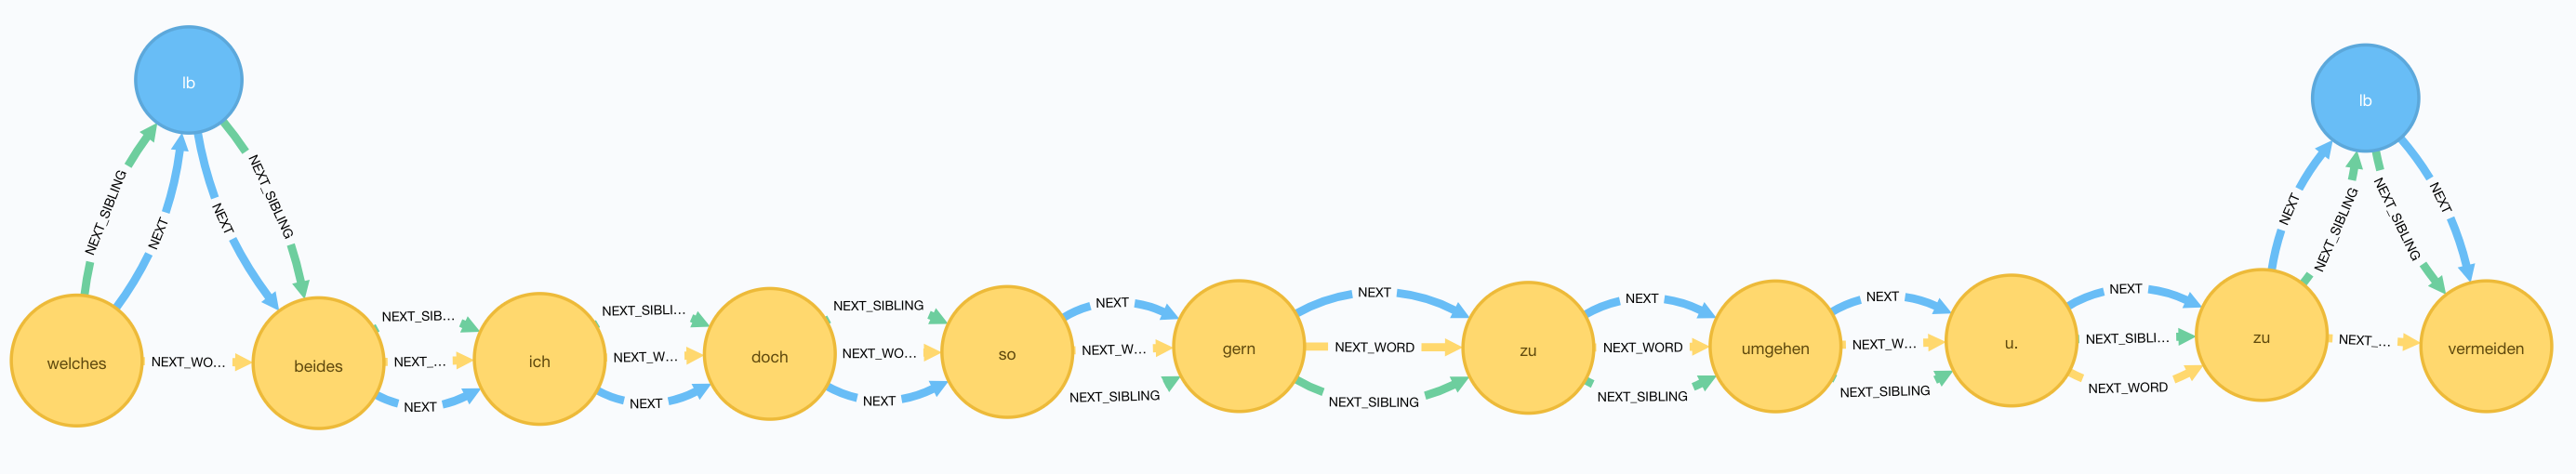 lb
lb
NEXT_SIBLING
NEXT
NEXT
NEXT_SIBLING
NEXT
NEXT_SIBLING
NEXT_SIBLING
NEXT
welches
NEXT_WO…
beides
NEXT_SIB…
NEXT_…
NEXT
ich
NEXT_SIBLI…
NEXT_W…
NEXT
doch
NEXT_SIBLING
NEXT_WO…
NEXT
so
NEXT
NEXT_W…
NEXT_SIBLING
gern
NEXT
NEXT_WORD
NEXT_SIBLING
zu
NEXT
NEXT_WORD
NEXT_SIBLING
umgehen
NEXT
NEXT_W…
NEXT_SIBLING
u.
NEXT
NEXT_SIBLI…
NEXT_WORD
zu
NEXT_…
vermeiden